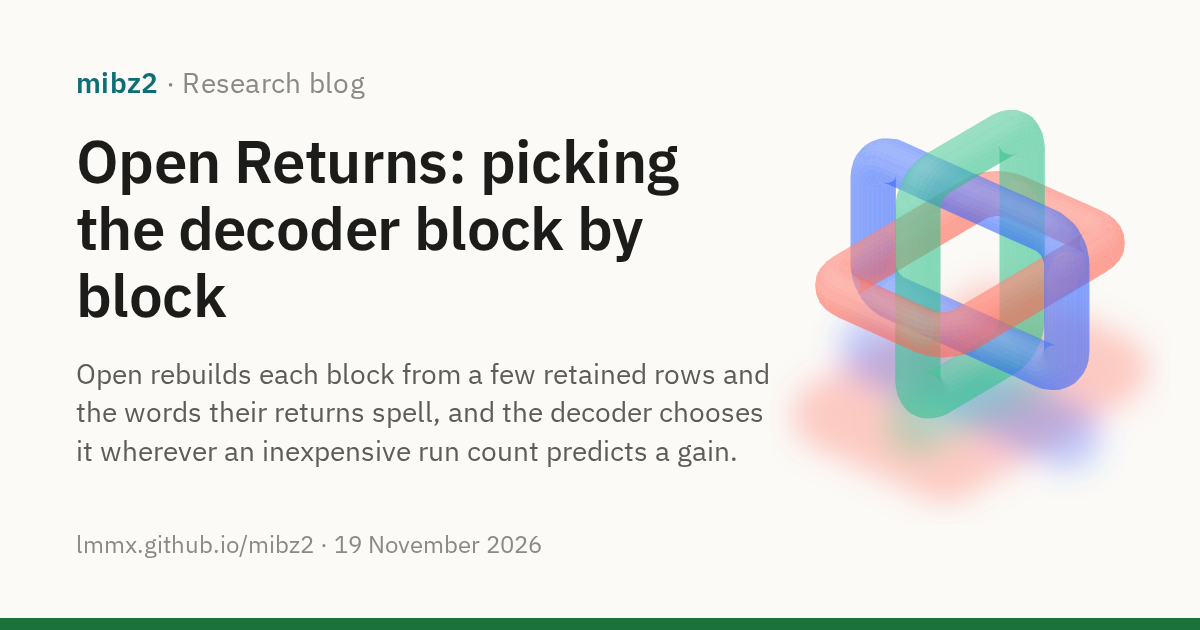 mibz2 · Research blog
Open Returns: picking
the decoder block by
block
Open rebuilds each block from a few retained rows and
the words their returns spell, and the decoder chooses
it wherever an inexpensive run count predicts a gain.
lmmx.github.io/mibz2 · 19 November 2026